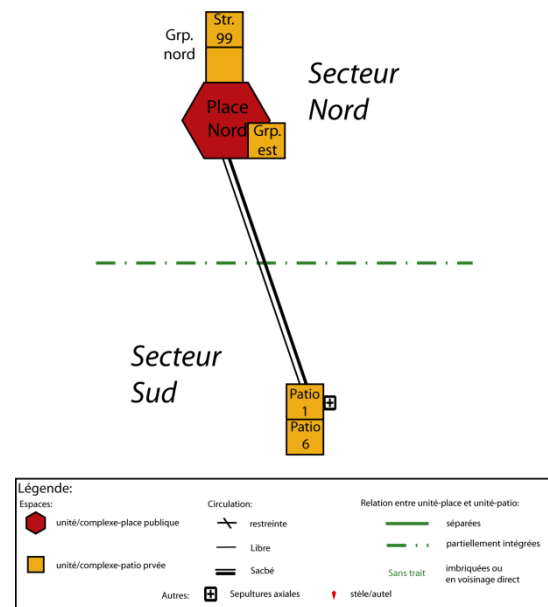 Str.
99
Grp.
nord
Secteur
Nord
Place
Nord
Grp.
est
Secteur
Sud
Patio
1
Patio
6
Légende:
Espaces:
Circulation:
Relation entre unité-place et unité-patio:
unité/complexe-place publique
restreinte
séparées
Libre
partiellement intégrées
unité/complexe-patio prvée
Sacbé
Sans trait
imbriquées ou
en voisinage direct
Autres:
Sepultures axiales
stèle/autel